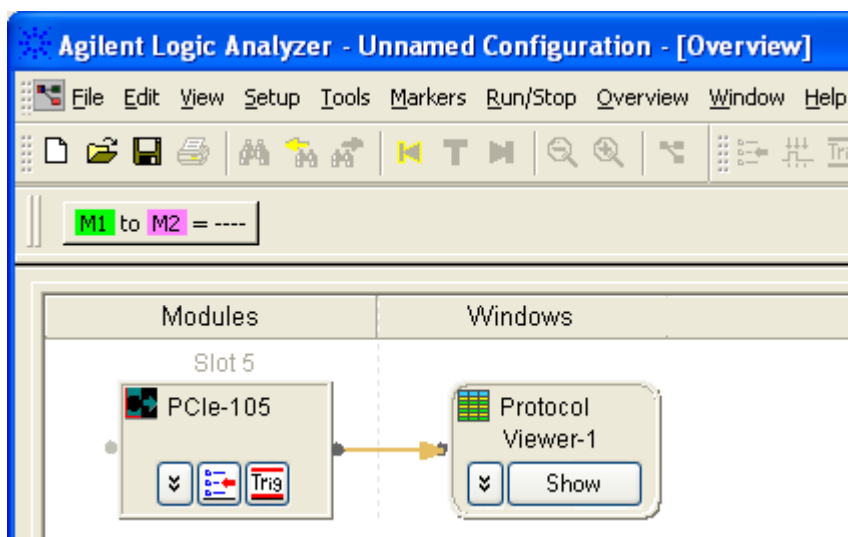 Agilent Logic Analyzer - Unnamed Configuration - [Overview]
File Edit View Setup Tools Markers Run/Stop Overview Window Help
T Tri
M1 to M2 = ----
Modules Windows
Slot 5
PCIe-105 Protocol
Viewer-1
Trig Show